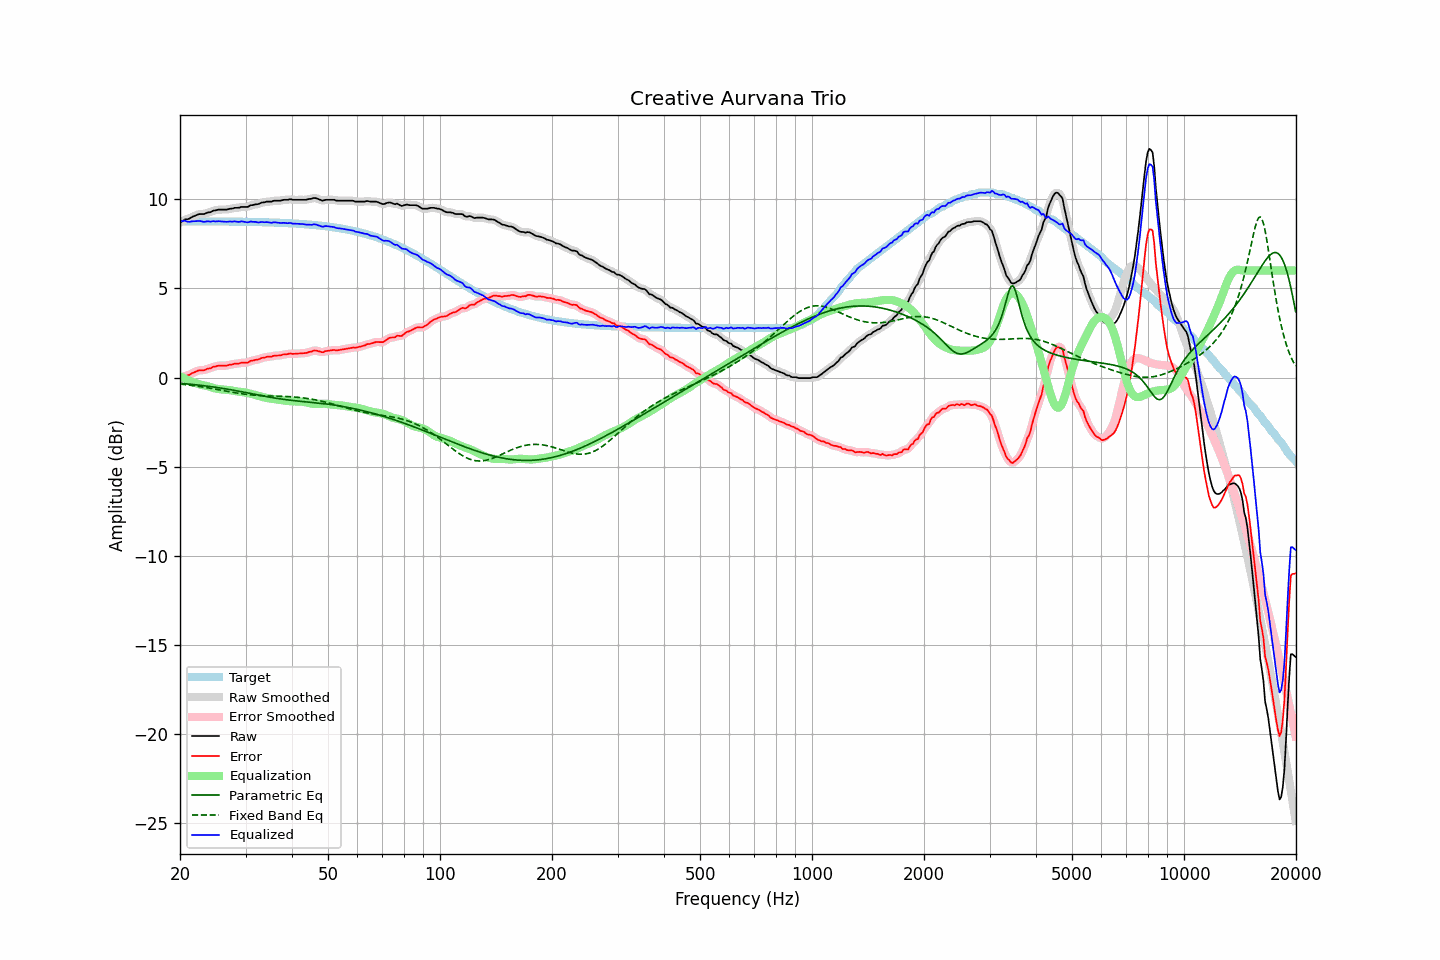 Creative Aurvana Trio
Amplitude (dBr)
10
5
0
−5
−10
−15
−20
−25
Target
Raw Smoothed
Error Smoothed
Raw
Error
Equalization
Parametric Eq
Fixed Band Eq
Equalized
20 50 100 200 500 1000 2000 5000 10000 20000
Frequency (Hz)